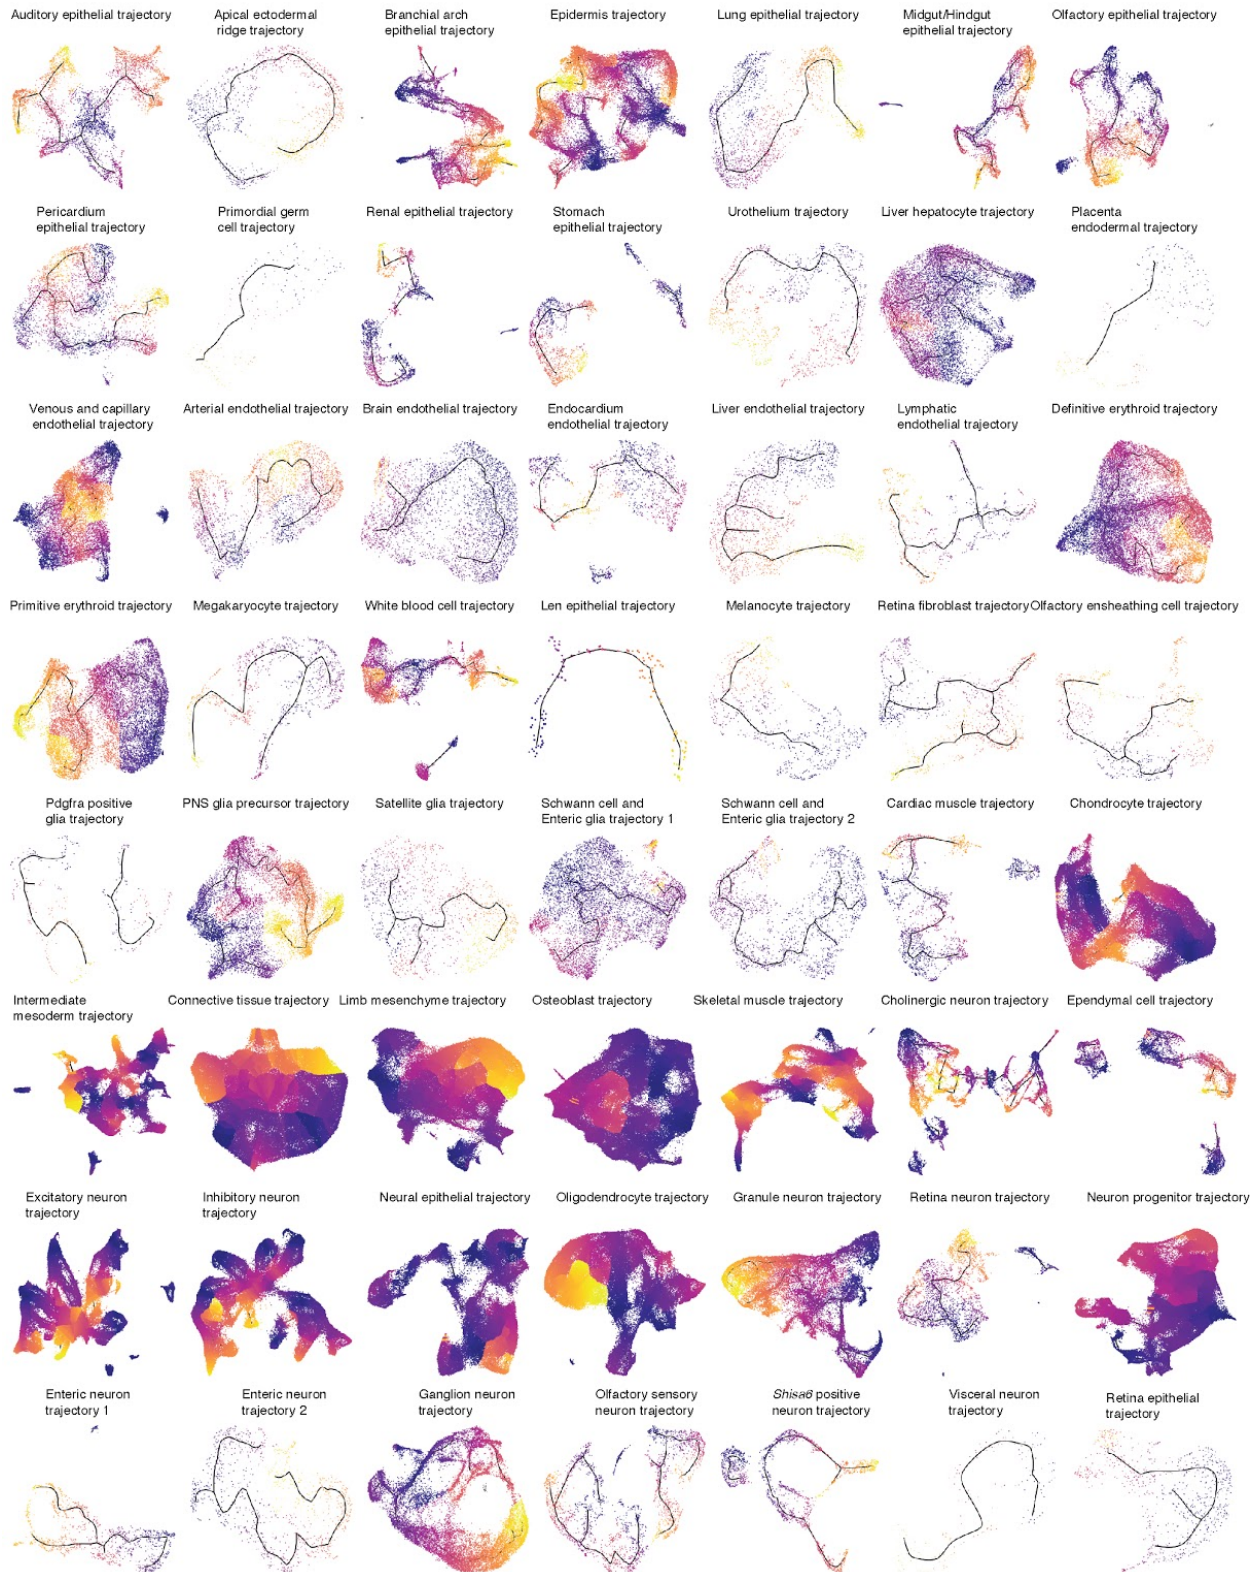 Auditory epithelial trajectory
Apical ectodermal
ridge trajectory
Branchial arch
epithelial trajectory
Epidermis trajectory
Lung epithelial trajectory
Midgut/Hindgut
epithelial trajectory
Olfactory epithelial trajectory
Pericardium
epithelial trajectory
Primordial germ
cell trajectory
Renal epithelial trajectory
Stomach
epithelial trajectory
Urothelium trajectory
Liver hepatocyte trajectory
Placenta
endodermal trajectory
Venous and capillary
endothelial trajectory
Arterial endothelial trajectory
Brain endothelial trajectory
Endocardium
endothelial trajectory
Liver endothelial trajectory
Lymphatic
endothelial trajectory
Definitive erythroid trajectory
Primitive erythroid trajectory
Megakaryocyte trajectory
White blood cell trajectory
Len epithelial trajectory
Melanocyte trajectory
Retina fibroblast trajectory
Olfactory ensheathing cell trajectory
Pdgfra positive
glia trajectory
PNS glia precursor trajectory
Satellite glia trajectory
Schwann cell and
Enteric glia trajectory 1
Schwann cell and
Enteric glia trajectory 2
Cardiac muscle trajectory
Chondrocyte trajectory
Intermediate
mesoderm trajectory
Connective tissue trajectory
Limb mesenchyme trajectory
Osteoblast trajectory
Skeletal muscle trajectory
Cholinergic neuron trajectory
Ependymal cell trajectory
Excitatory neuron
trajectory
Inhibitory neuron
trajectory
Neural epithelial trajectory
Oligodendrocyte trajectory
Granule neuron trajectory
Retina neuron trajectory
Neuron progenitor trajectory
Enteric neuron
trajectory 1
Enteric neuron
trajectory 2
Ganglion neuron
trajectory
Olfactory sensory
neuron trajectory
Shisa6 positive
neuron trajectory
Visceral neuron
trajectory
Retina epithelial
trajectory